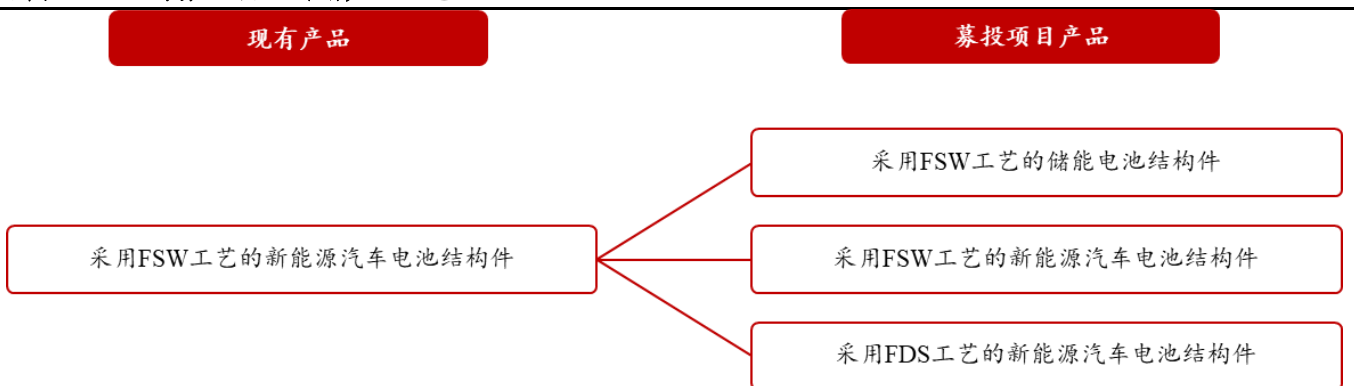 现有产品
募投项目产品
采用FSW工艺的储能电池结构件
采用FSW工艺的新能源汽车电池结构件
采用FSW工艺的新能源汽车电池结构件
采用FDS工艺的新能源汽车电池结构件